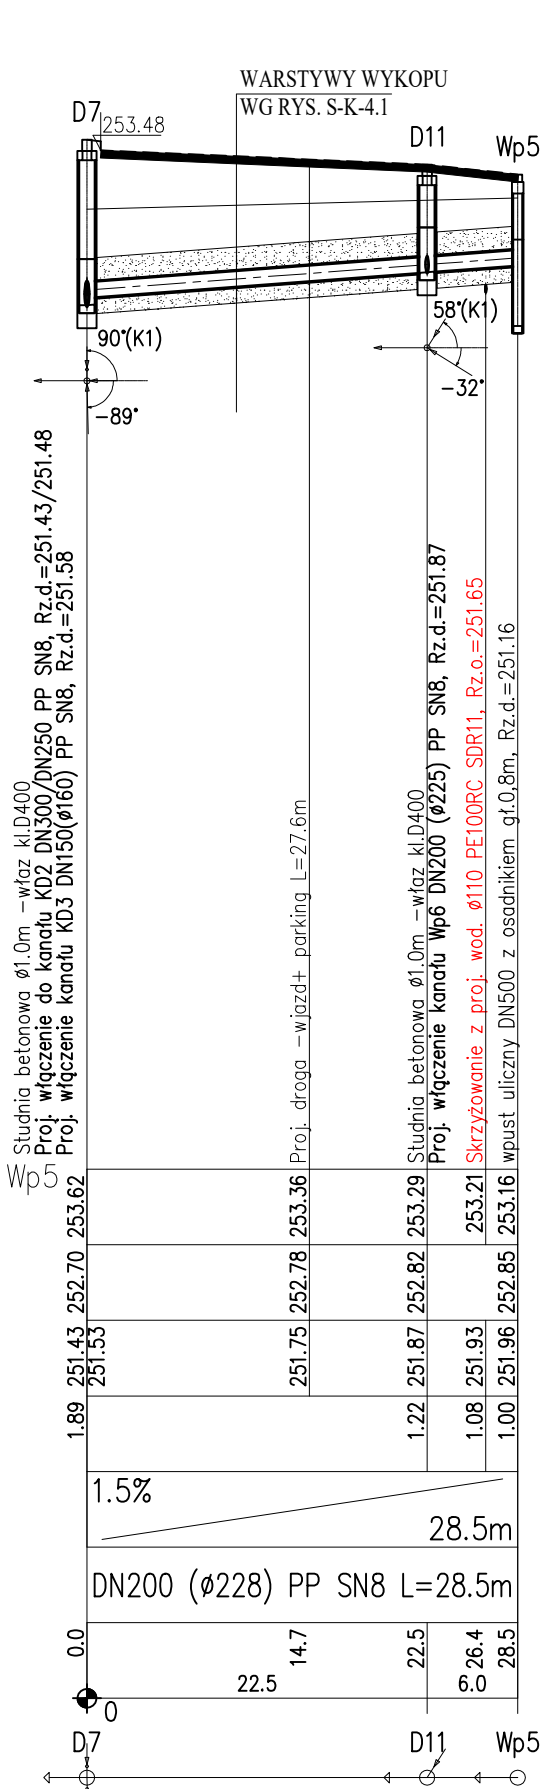 WARSTYWY WYKOPU
WG RYS. S-K-4.1
D7
253.48
D11
Wp5
90°(K1)
-89°
58°(K1)
-32°
Studnia betonowa ø1.0m -właz kl.D400
Proj. włączenie do kanału KD2 DN300/DN250 PP SN8, Rz.d.=251.43/251.48
Proj. włączenie kanału KD3 DN150(ø160) PP SN8, Rz.d.=251.58
Proj. droga -wjazd+ parking L=27.6m
Studnia betonowa ø1.0m -właz kl.D400
Proj. włączenie kanału Wp6 DN200 (ø225) PP SN8, Rz.d.=251.87
Skrzyżowanie z proj. wod. ø110 PE100RC SDR11, Rz.o.=251.65
wpust uliczny DN500 z osadnikiem gł.0,8m, Rz.d.=251.16
Wp5
253.62 253.36 253.29 253.21 253.16
252.70 252.78 252.82 252.85
251.43 251.53 251.75 251.87 251.93 251.96
1.89 1.22 1.08 1.00
1.5%
28.5m
DN200 (ø228) PP SN8 L=28.5m
0.0 14.7 22.5 26.4 28.5
22.5 6.0
0
D7 D11 Wp5